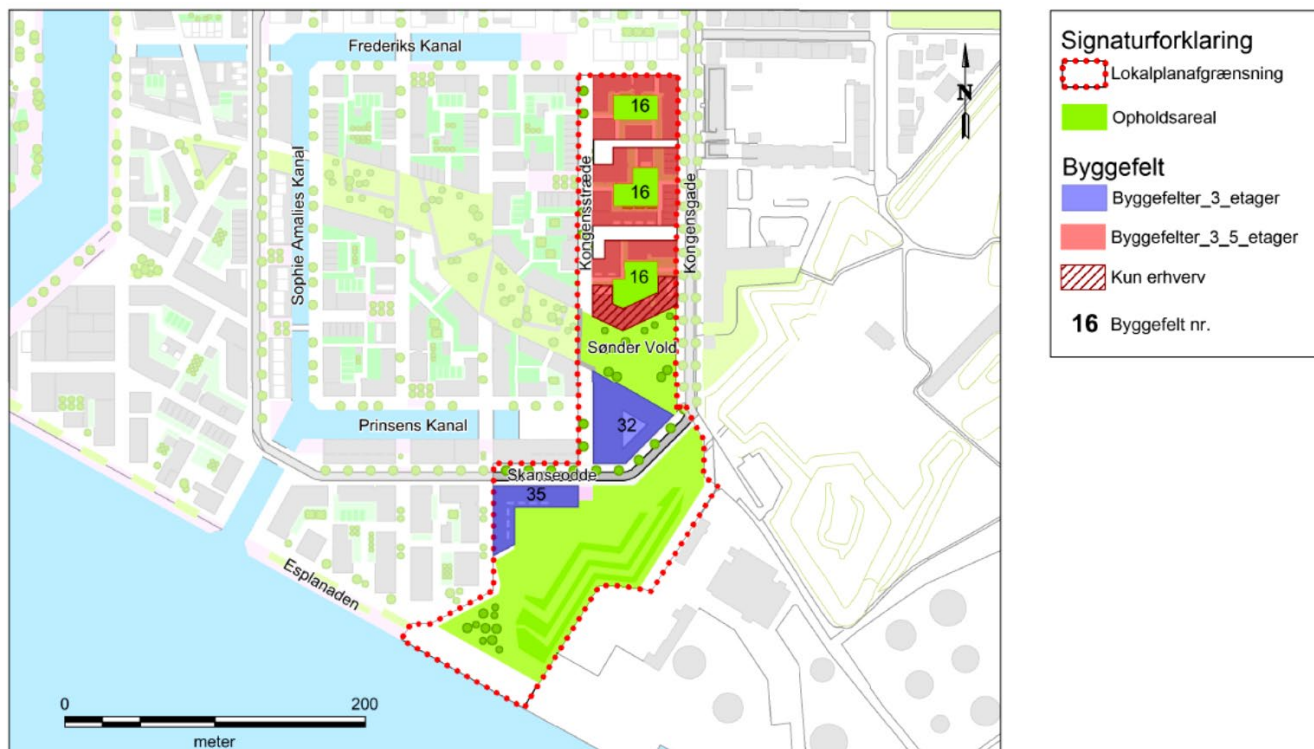 Frederiks Kanal
Sophie Amalies Kanal
Kongensstræde
Kongensgade
16
16
16
Sønder Vold
32
Prinsens Kanal
Skanseodde
35
Esplanaden
N
0
200
meter
Signaturforklaring
Lokalplanafgrænsning
Opholdsareal
Byggefelt
Byggefelter_3_etager
Byggefelter_3_5_etager
Kun erhverv
16 Byggefelt nr.